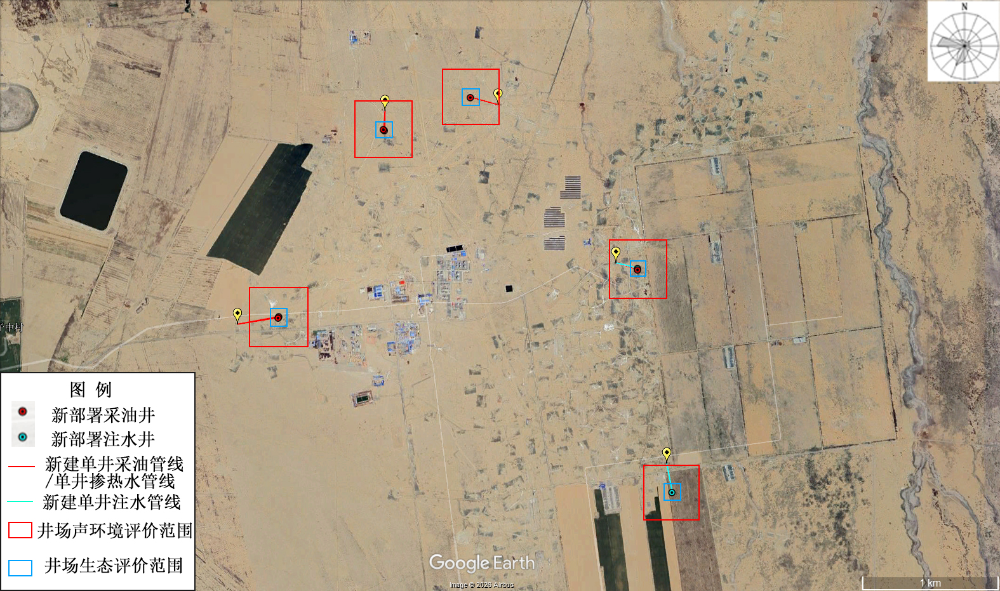 N
中村
图 例
新部署采油井
新部署注水井
新建单井采油管线
/单井掺热水管线
新建单井注水管线
井场声环境评价范围
井场生态评价范围
Google Earth
Image © 2026 Airbus
1 km